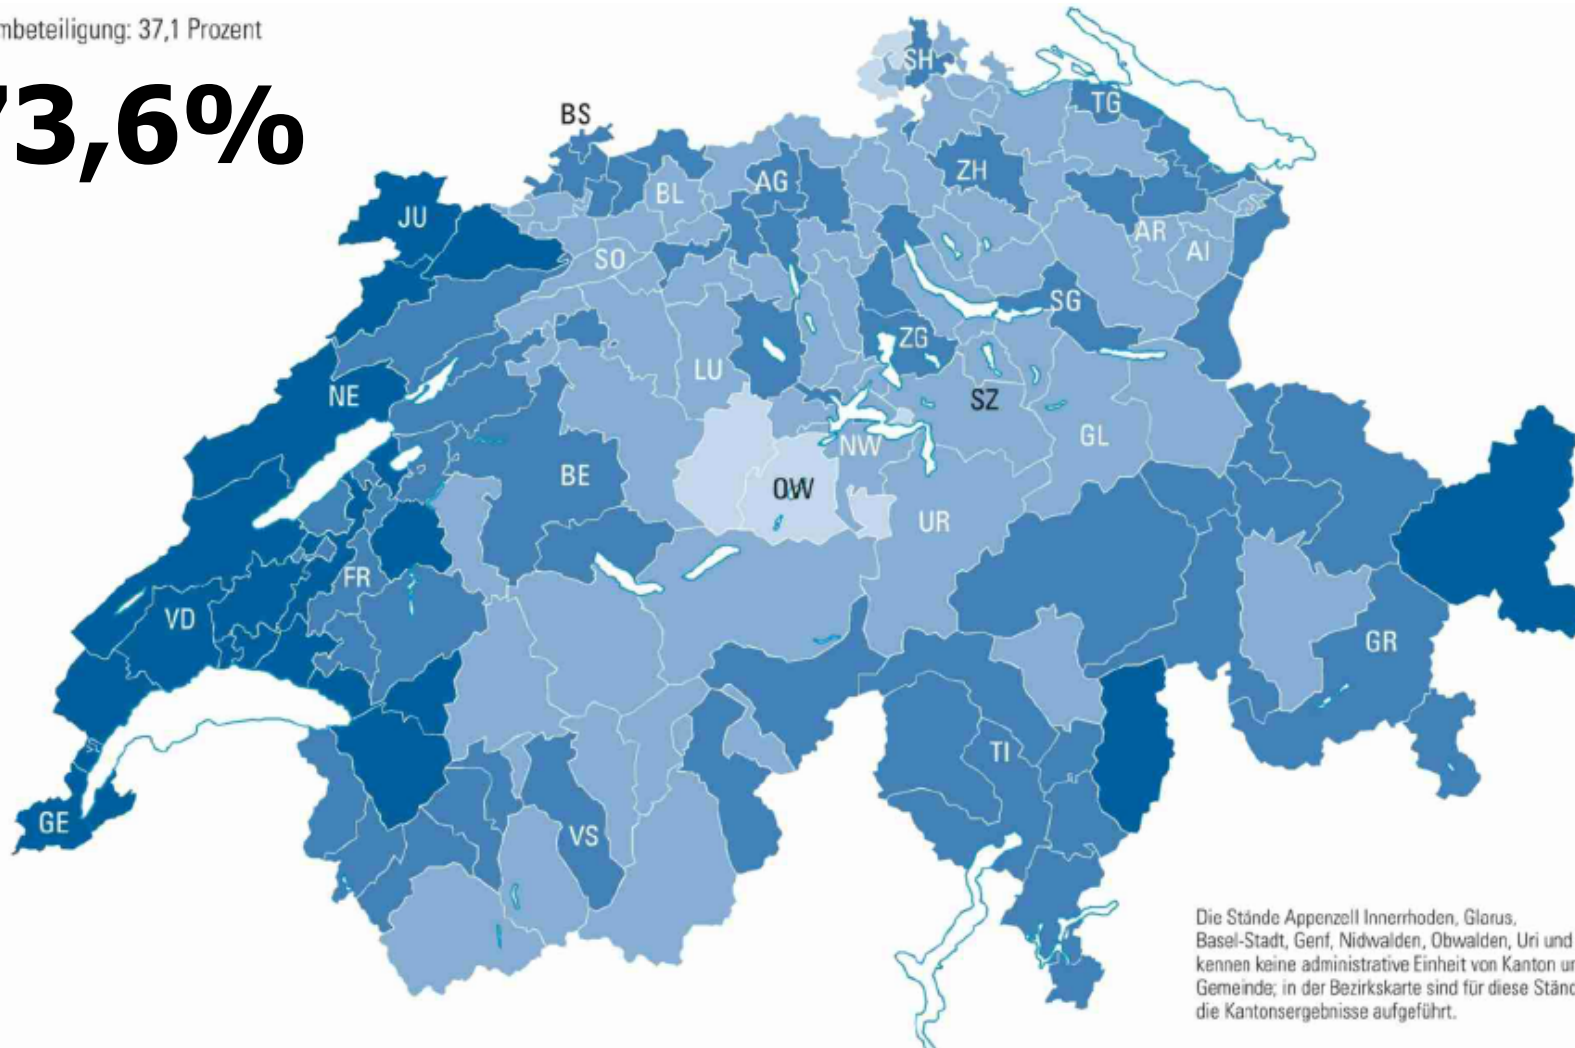 mbeteiligung: 37,1 Prozent
73,6%
SH
TG
BS
ZH
AG
BL
JU
AR
AI
SO
SG
ZG
LU
NE
SZ
GL
NW
BE
OW
UR
FR
VD
GR
TI
GE
VS
Die Stände Appenzell Innerrhoden, Glarus,
Basel-Stadt, Genf, Nidwalden, Obwalden, Uri und
kennen keine administrative Einheit von Kanton un
Gemeinde; in der Bezirkskarte sind für diese Ständ
die Kantonsergebnisse aufgeführt.